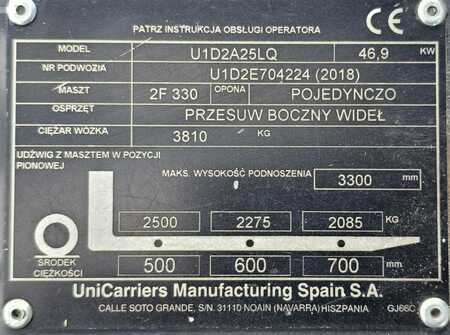 PATRZ INSTRUKCJA OBSŁUGI OPERATORA
CE
MODEL U1D2A25LQ 46,9 KW
NR PODWOZIA U1D2E704224 (2018)
MASZT 2F 330 OPONA POJEDYNCZO
OSPRZĘT PRZESUW BOCZNY WIDEŁ
CIĘŻAR WÓZKA 3810 KG
UDŹWIG Z MASZTEM W POZYCJI
PIONOWEJ
MAKS. WYSOKOŚĆ PODNOSZENIA 3300 mm
2500 2275 2085 KG
ŚRODEK
CIĘŻKOŚCI
500 600 700 mm
UniCarriers Manufacturing Spain S.A.
CALLE SOTO GRANDE, S/N. 31110 NOAIN (NAVARRA) HISZPANIA GJ66C